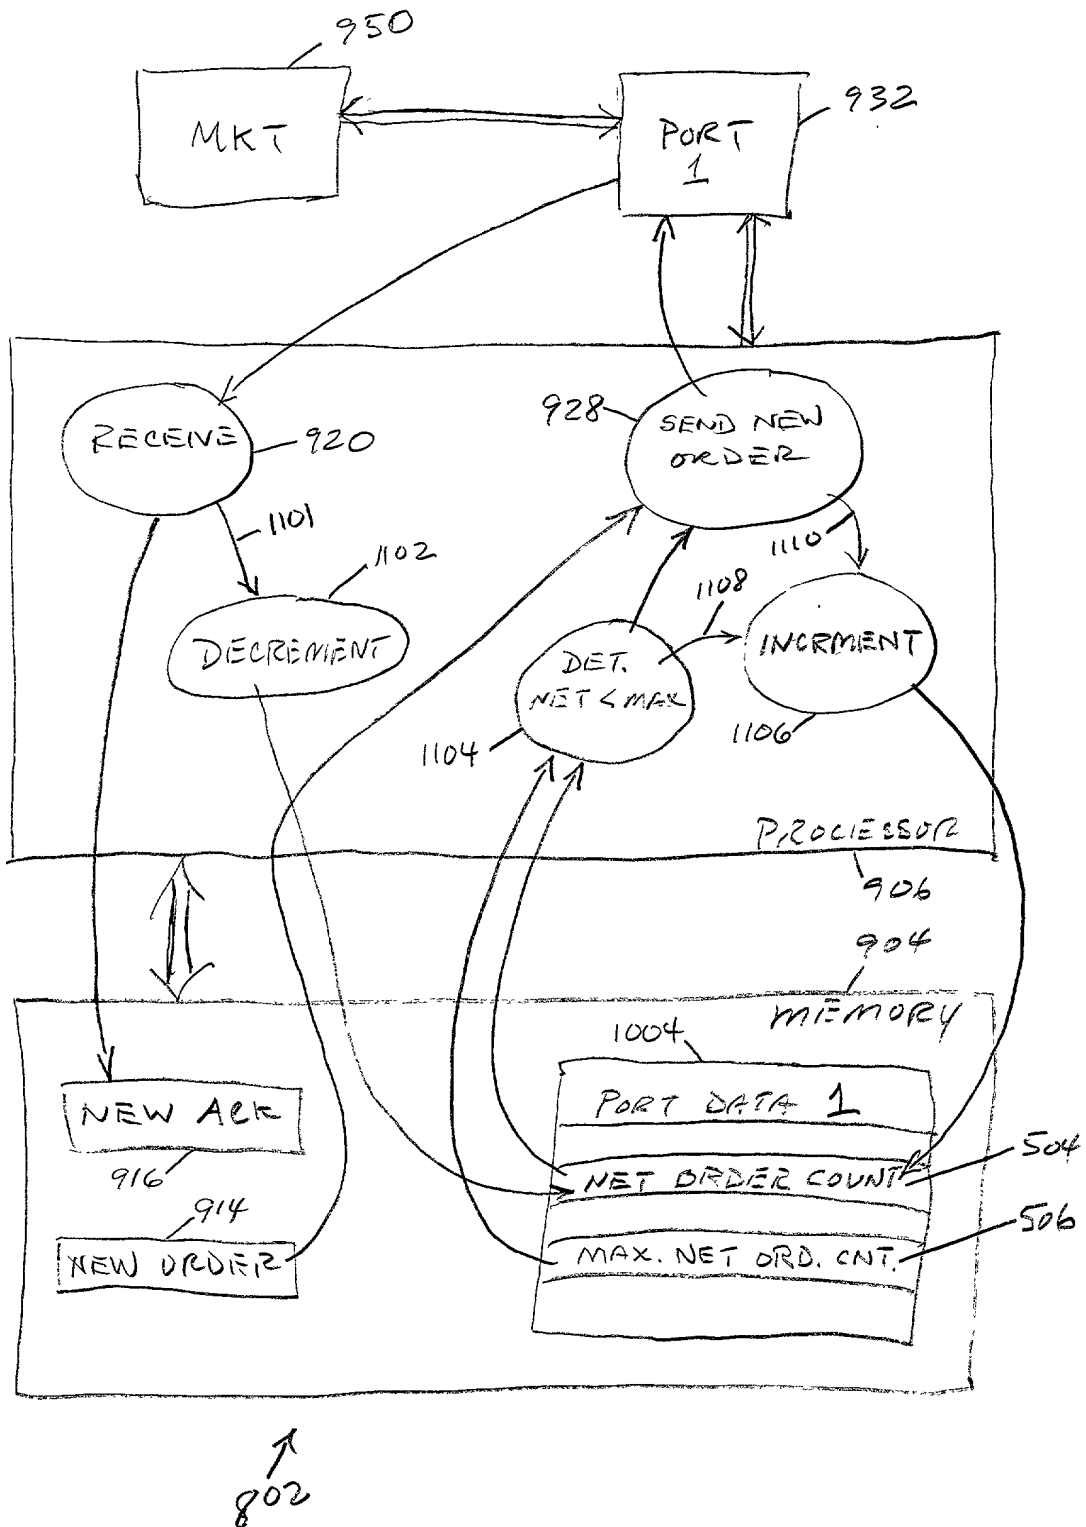 950
MKT
932
PORT
1
RECEIVE
920
928
SEND NEW
ORDER
1101
1110
1102
DECREMENT
1108
DET.
NET < MAX
INCRMENT
1104
1106
PROCESSOR
906
904
MEMORY
1004
PORT DATA 1
NEW ACK
916
NET ORDER COUNT
504
914
NEW ORDER
MAX. NET ORD. CNT.
506
802